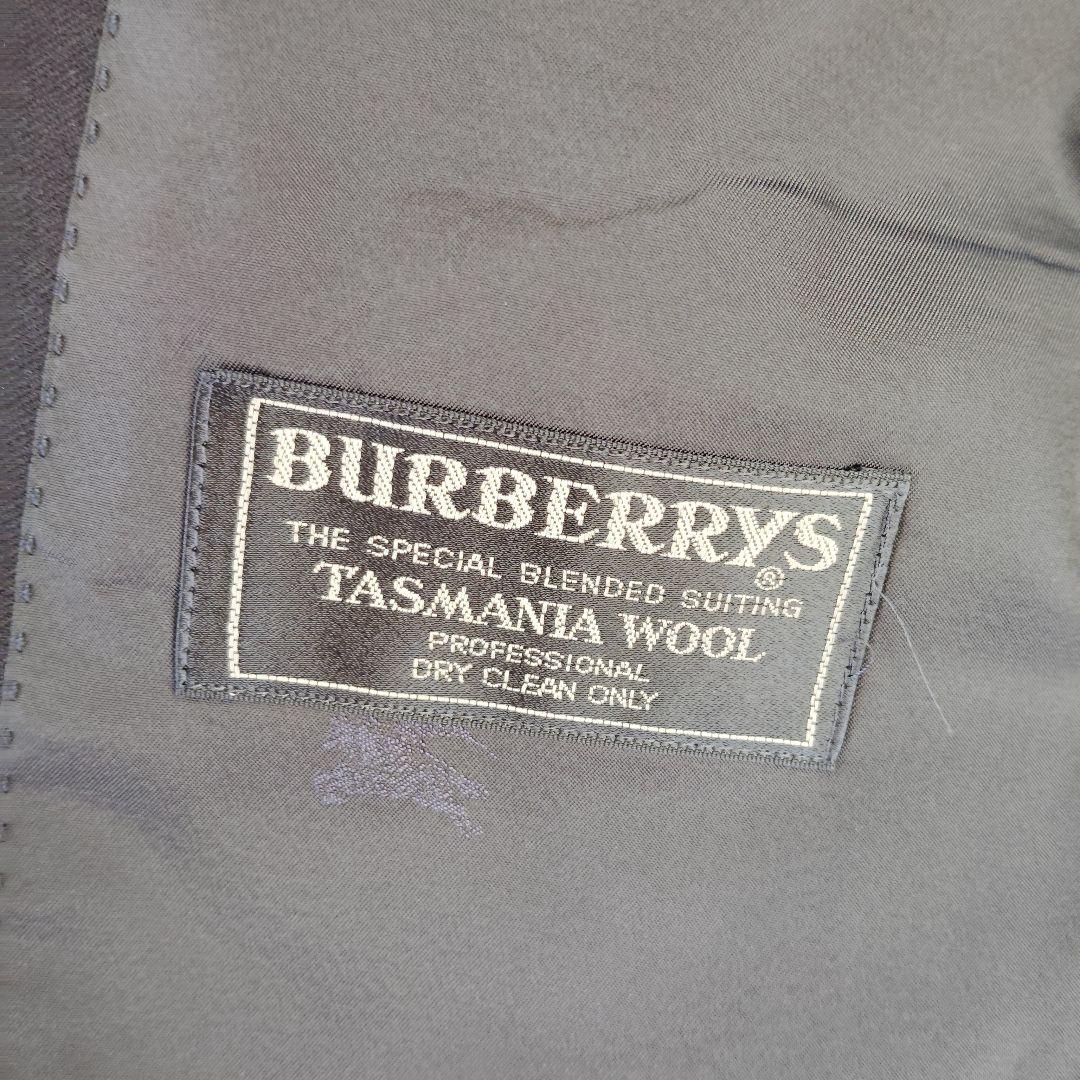 BURBERRYS
®
THE SPECIAL BLENDED SUITING
TASMANIA WOOL
PROFESSIONAL
DRY CLEAN ONLY